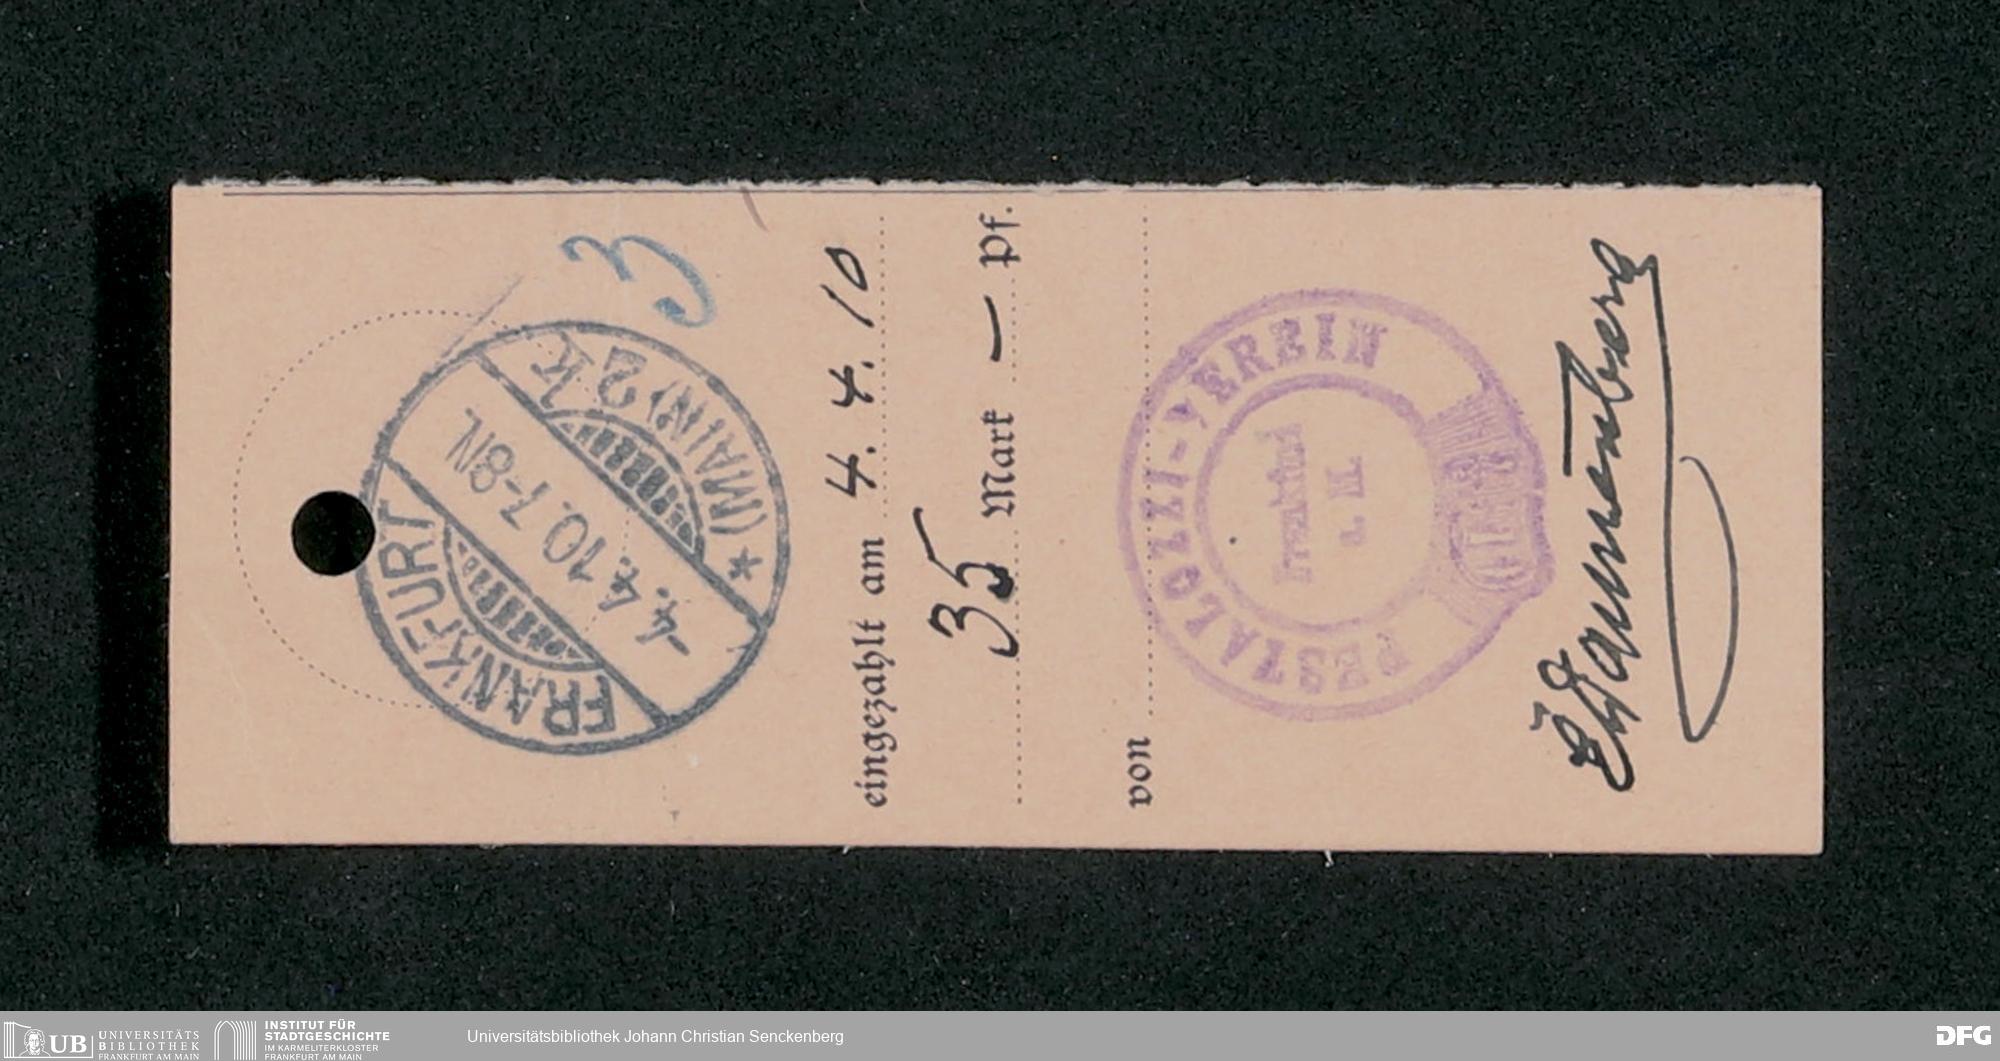 3
FRANKFURT
(MAIN) 2 k
*
-4.4.10.7-8N.
eingezahlt am 4. 4. 10
35 Mark — Pf.
von
PESTALOZZI-VEREIN
Frankfurt
a. M.
UB
UNIVERSITÄTS
BIBLIOTHEK
FRANKFURT AM MAIN
INSTITUT FÜR
STADTGESCHICHTE
IM KARMELITERKLOSTER
FRANKFURT AM MAIN
Universitätsbibliothek Johann Christian Senckenberg
DFG